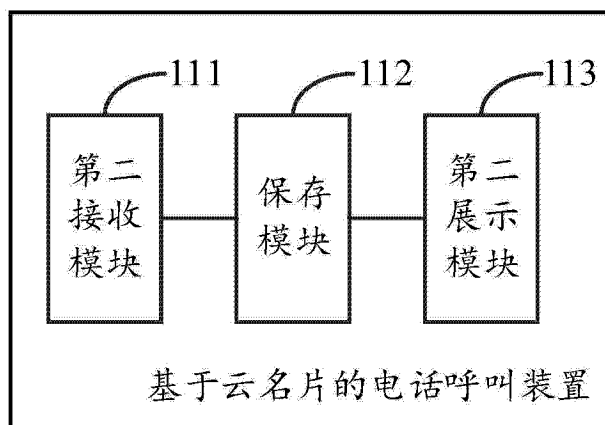 111
112
113
第二
接收
模块
保存
模块
第二
展示
模块
基于云名片的电话呼叫装置